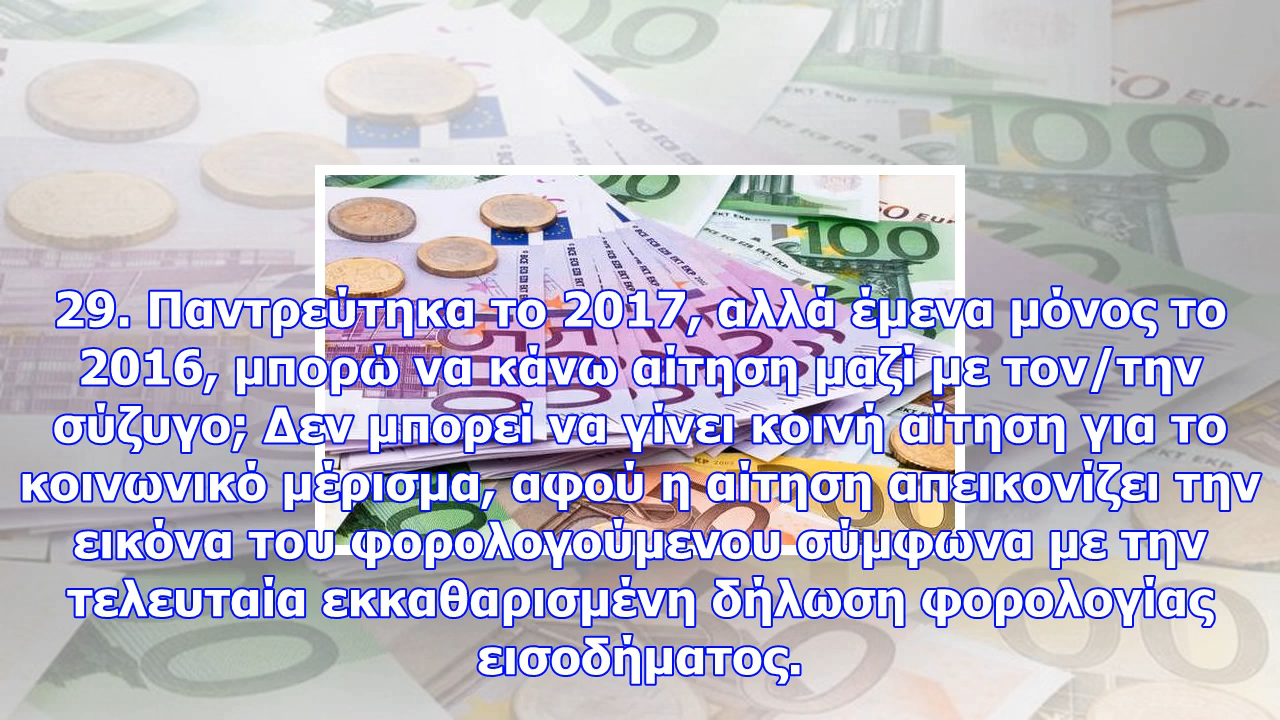 29. Παντρεύτηκα το 2017, αλλά έμενα μόνος το
2016, μπορώ να κάνω αίτηση μαζί με τον/την
σύζυγο; Δεν μπορεί να γίνει κοινή αίτηση για το
κοινωνικό μέρισμα, αφού η αίτηση απεικονίζει την
εικόνα του φορολογούμενου σύμφωνα με την
τελευταία εκκαθαρισμένη δήλωση φορολογίας
εισοδήματος.